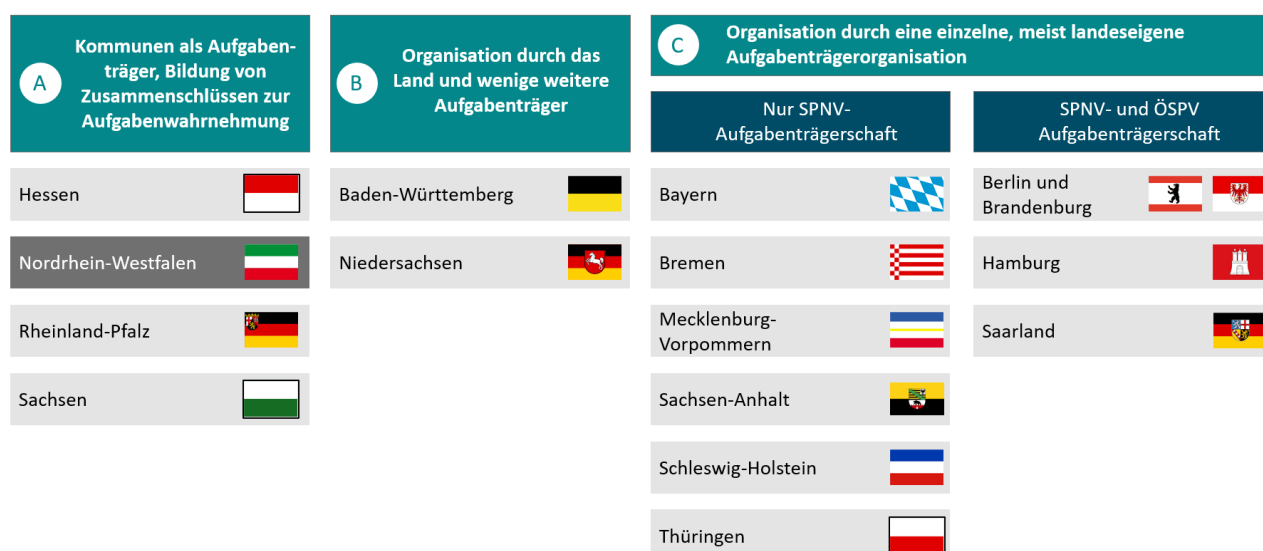 A
Kommunen als Aufgaben-
träger, Bildung von
Zusammenschlüssen zur
Aufgabenwahrnehmung
Hessen
Nordrhein-Westfalen
Rheinland-Pfalz
Sachsen
B
Organisation durch das
Land und wenige weitere
Aufgabenträger
Baden-Württemberg
Niedersachsen
C
Organisation durch eine einzelne, meist landeseigene
Aufgabenträgerorganisation
Nur SPNV-
Aufgabenträgerschaft
Bayern
Bremen
Mecklenburg-
Vorpommern
Sachsen-Anhalt
Schleswig-Holstein
Thüringen
SPNV- und ÖSPV
Aufgabenträgerschaft
Berlin und
Brandenburg
Hamburg
Saarland